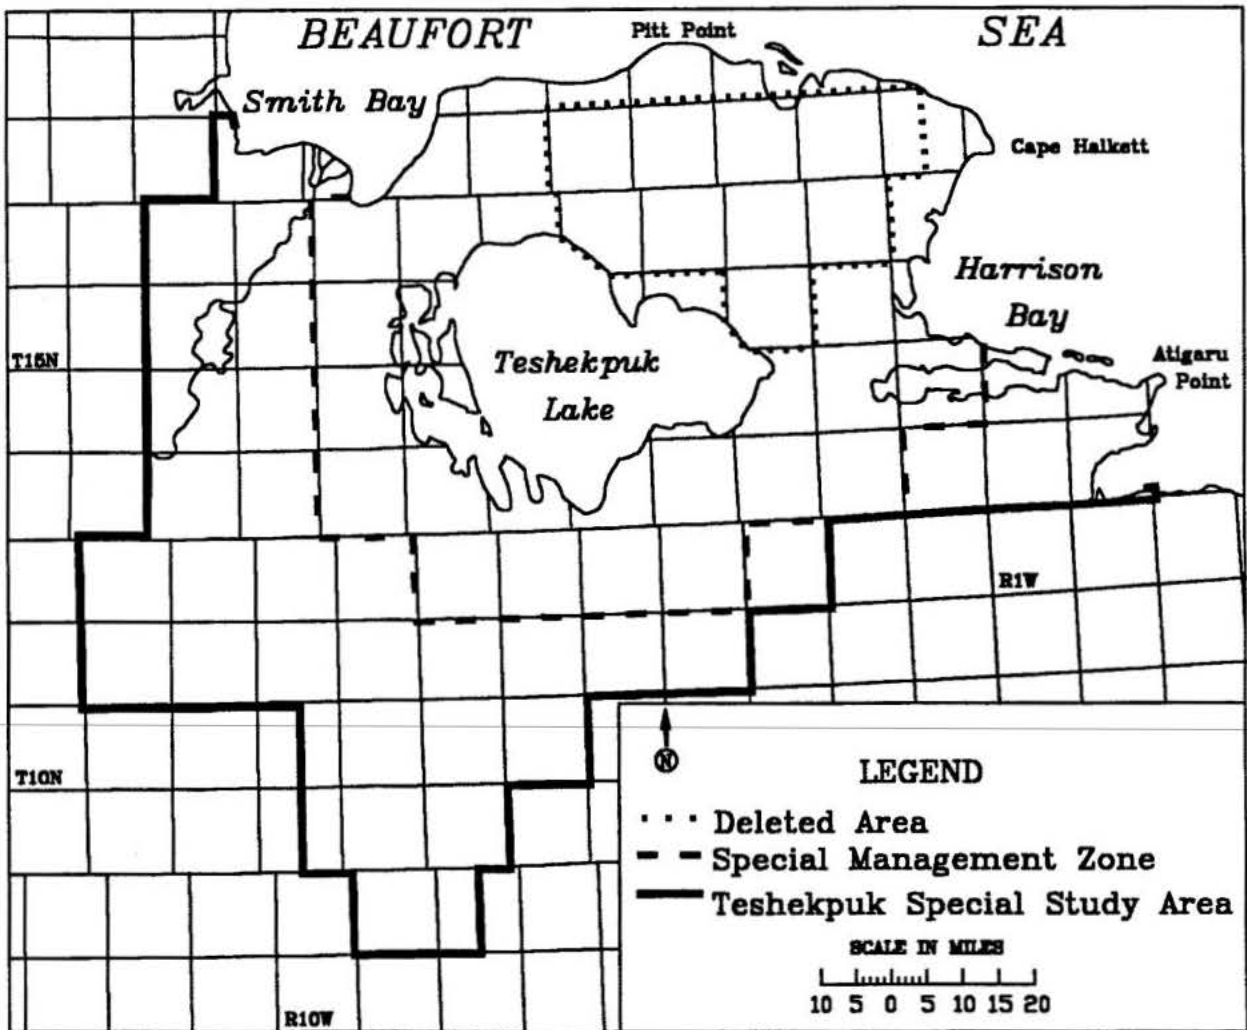 BEAUFORT SEA
Pitt Point
Smith Bay
Cape Halkett
Harrison
Bay
T15N
Teshekpuk
Lake
Atigaru
Point
R1W
T10N
N
LEGEND
Deleted Area
Special Management Zone
Teshekpuk Special Study Area
SCALE IN MILES
10 5 0 5 10 15 20
R10W